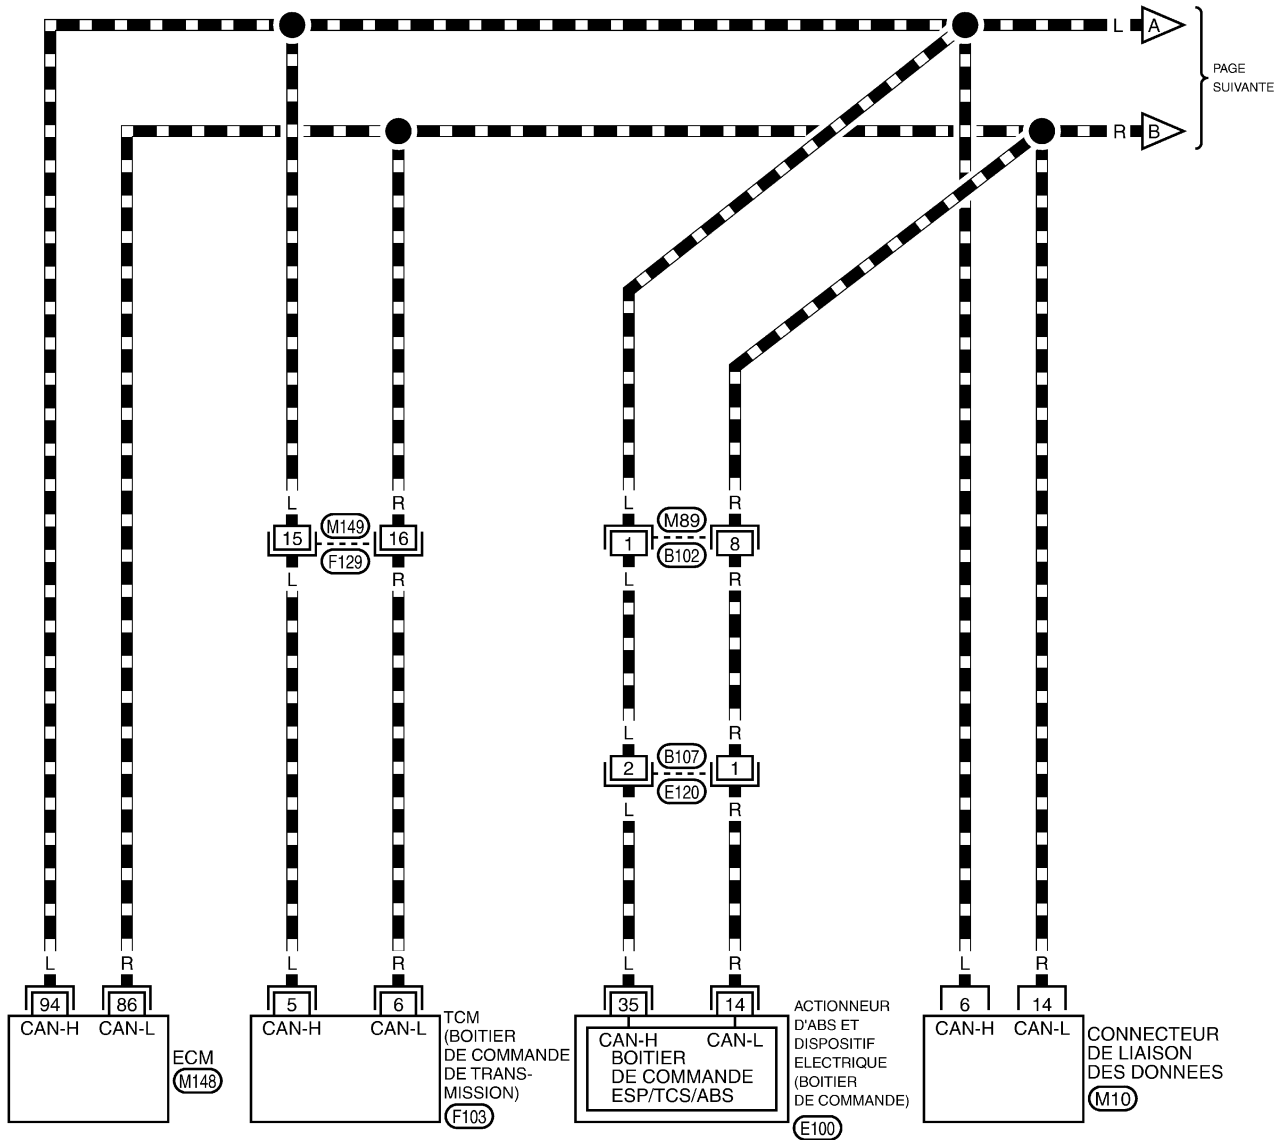 L A
PAGE
SUIVANTE
R B
L R L R
15 M149 16 1 M89 8
F129 B102
L R L R
L R
2 B107 1
E120
L R
L R L R L R L R
94 86 5 6 35 14 6 14
CAN-H CAN-L
ECM
M148
CAN-H CAN-L
TCM
(BOITIER
DE COMMANDE
DE TRANS-
MISSION)
F103
CAN-H CAN-L
BOITIER
DE COMMANDE
ESP/TCS/ABS
ACTIONNEUR
D'ABS ET
DISPOSITIF
ELECTRIQUE
(BOITIER
DE COMMANDE)
E100
CAN-H CAN-L
CONNECTEUR
DE LIAISON
DES DONNEES
M10